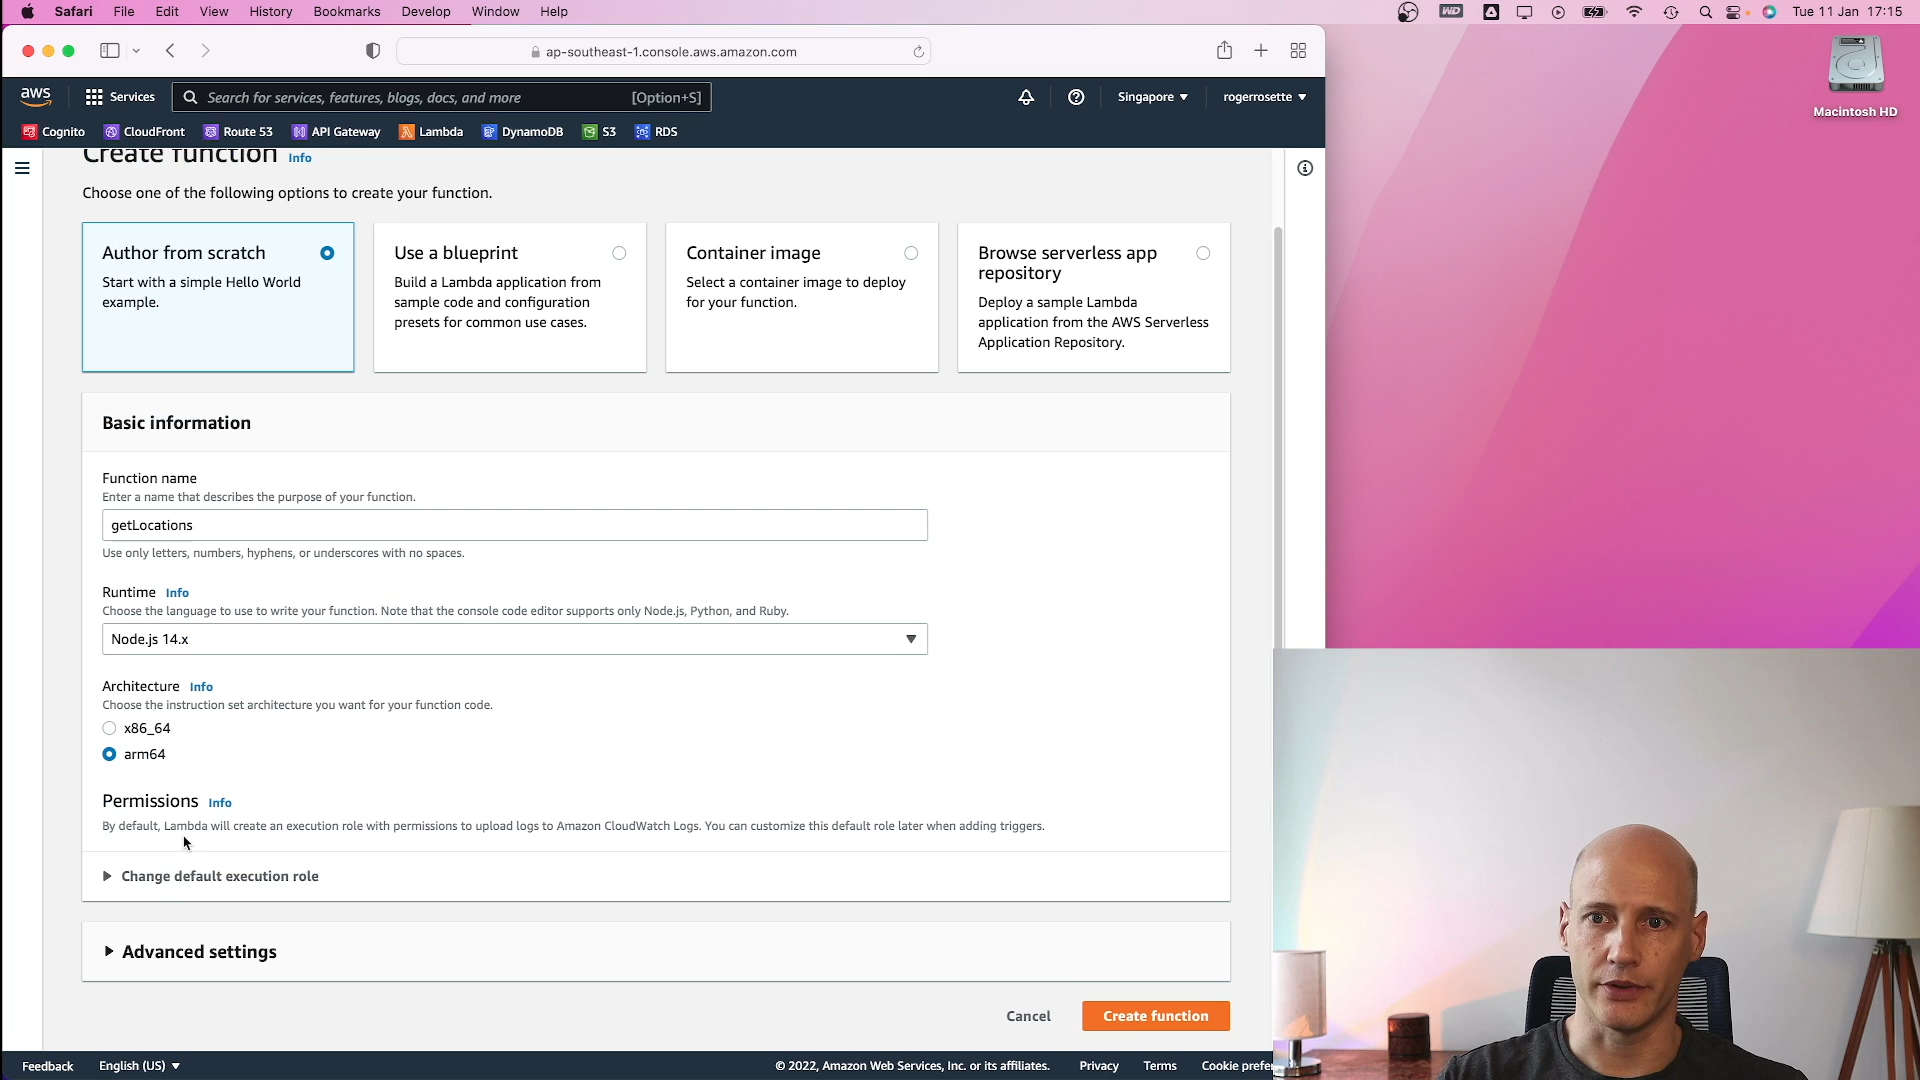 Safari File Edit View History Bookmarks Develop Window Help WD Tue 11 Jan 17:15
ap-southeast-1.console.aws.amazon.com
Macintosh HD
aws Services Search for services, features, blogs, docs, and more [Option+S] Singapore ▼ rogerrosette ▼
Cognito CloudFront Route 53 API Gateway Lambda DynamoDB S3 RDS
Create function Info
Choose one of the following options to create your function.
Author from scratch
Start with a simple Hello World
example.
Use a blueprint
Build a Lambda application from
sample code and configuration
presets for common use cases.
Container image
Select a container image to deploy
for your function.
Browse serverless app
repository
Deploy a sample Lambda
application from the AWS Serverless
Application Repository.
Basic information
Function name
Enter a name that describes the purpose of your function.
getLocations
Use only letters, numbers, hyphens, or underscores with no spaces.
Runtime Info
Choose the language to use to write your function. Note that the console code editor supports only Node.js, Python, and Ruby.
Node.js 14.x
Architecture Info
Choose the instruction set architecture you want for your function code.
x86_64
arm64
Permissions Info
By default, Lambda will create an execution role with permissions to upload logs to Amazon CloudWatch Logs. You can customize this default role later when adding triggers.
Change default execution role
Advanced settings
Cancel Create function
Feedback English (US) ▼ © 2022, Amazon Web Services, Inc. or its affiliates. Privacy Terms Cookie prefer